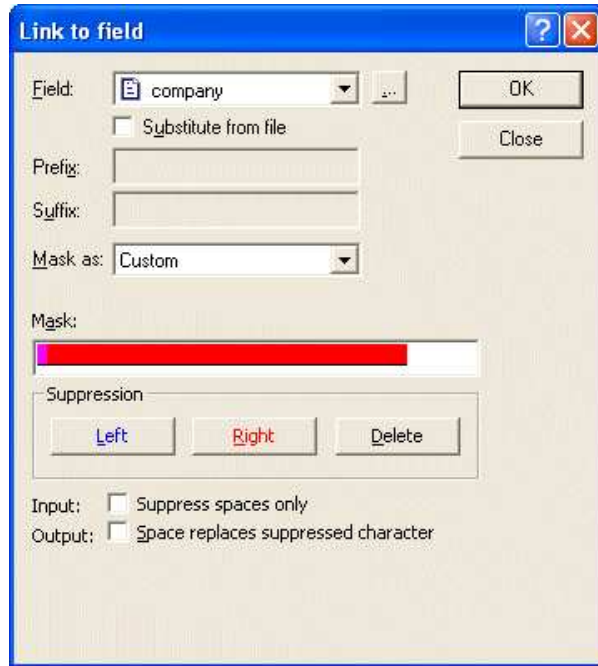 Link to field
Field: company ... OK
Substitute from file
Close
Prefix:
Suffix:
Mask as: Custom
Mask:
Suppression
Left Right Delete
Input: Suppress spaces only
Output: Space replaces suppressed character